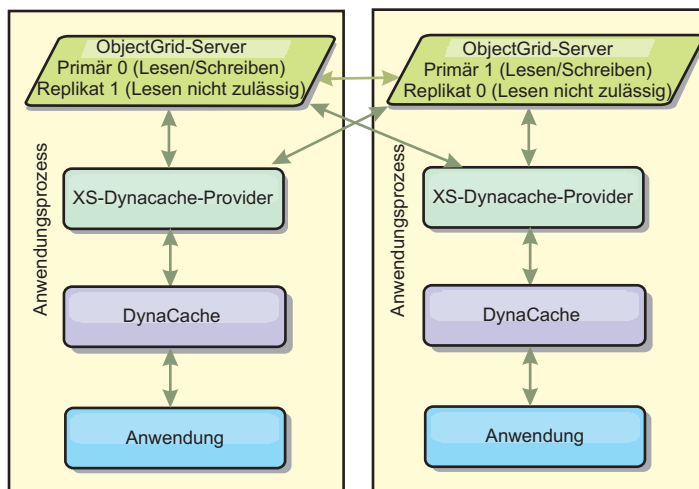 ObjectGrid-Server
Primär 0 (Lesen/Schreiben)
Replikat 1 (Lesen nicht zulässig)
XS-Dynacache-Provider
DynaCache
Anwendung
Anwendungsprozess
ObjectGrid-Server
Primär 1 (Lesen/Schreiben)
Replikat 0 (Lesen nicht zulässig)
XS-Dynacache-Provider
DynaCache
Anwendung
Anwendungsprozess